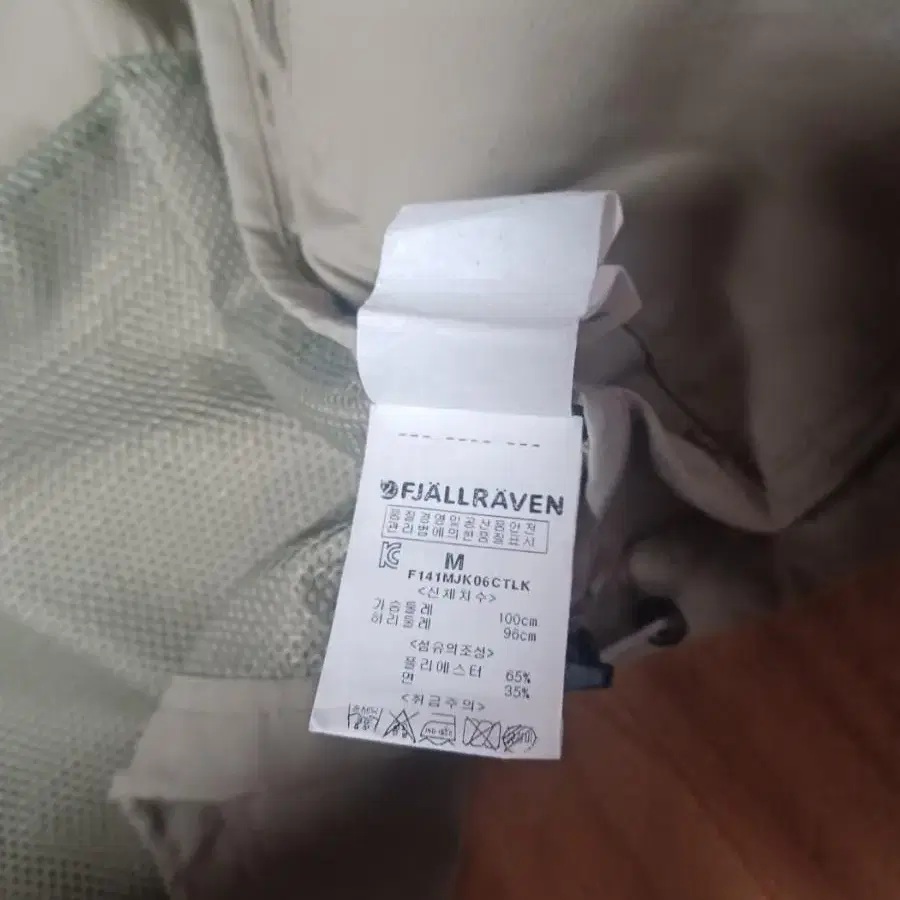 FJÄLLRÄVEN
품질경영및공산품안전
관리법에의한품질표시
M
F141MJK06CTLK
<신체치수>
가슴둘레 100cm
허리둘레 96cm
<섬유의조성>
폴리에스터 65%
면 35%
<취급주의>